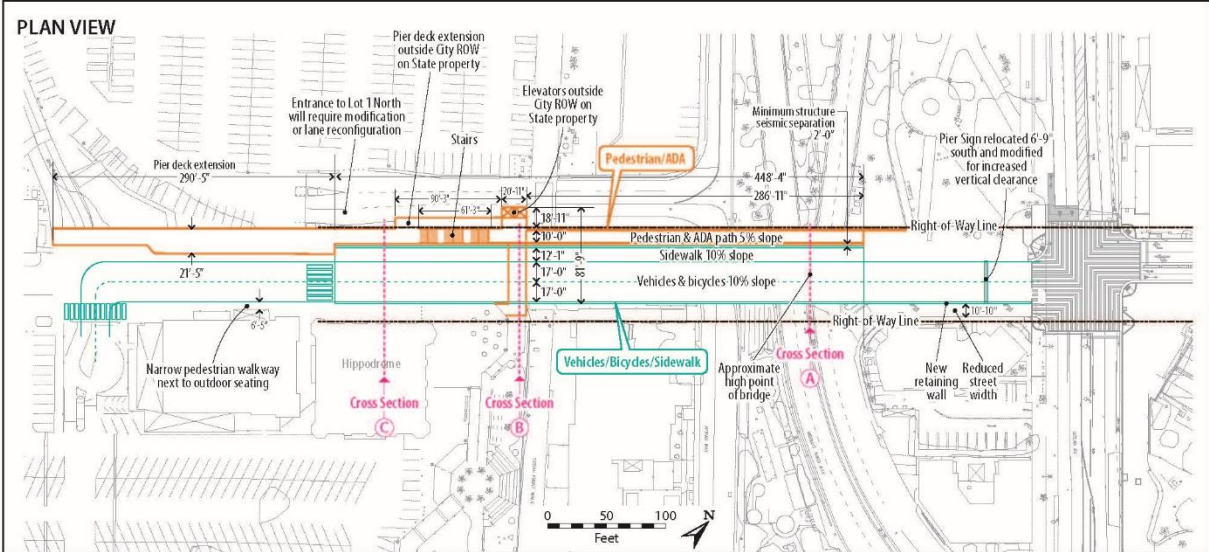 PLAN VIEW
Pier deck extension
outside City ROW
on State property
Elevators outside
City ROW on
State property
Entrance to Lot 1 North
will require modification
or lane reconfiguration
Stairs
Minimum structure
seismic separation
2'-0"
Pier Sign relocated 6'-9"
south and modified
for increased
vertical clearance
Pier deck extension
290'-5"
Pedestrian/ADA
448'-4"
286'-11"
90'-3"
20'-11"
61'-3"
18'-11"
Right-of-Way Line
10'-0"
Pedestrian & ADA path 5% slope
12'-1"
Sidewalk 10% slope
81'-9"
21'-5"
17'-0"
Vehicles & bicycles 10% slope
17'-0"
6'-5"
10'-10"
Right-of-Way Line
Narrow pedestrian walkway
next to outdoor seating
Hippodrome
Vehicles/Bicycles/Sidewalk
Approximate
high point
of bridge
Cross Section
A
New
retaining
wall
Reduced
street
width
Cross Section
C
Cross Section
B
0 50 100
Feet
N